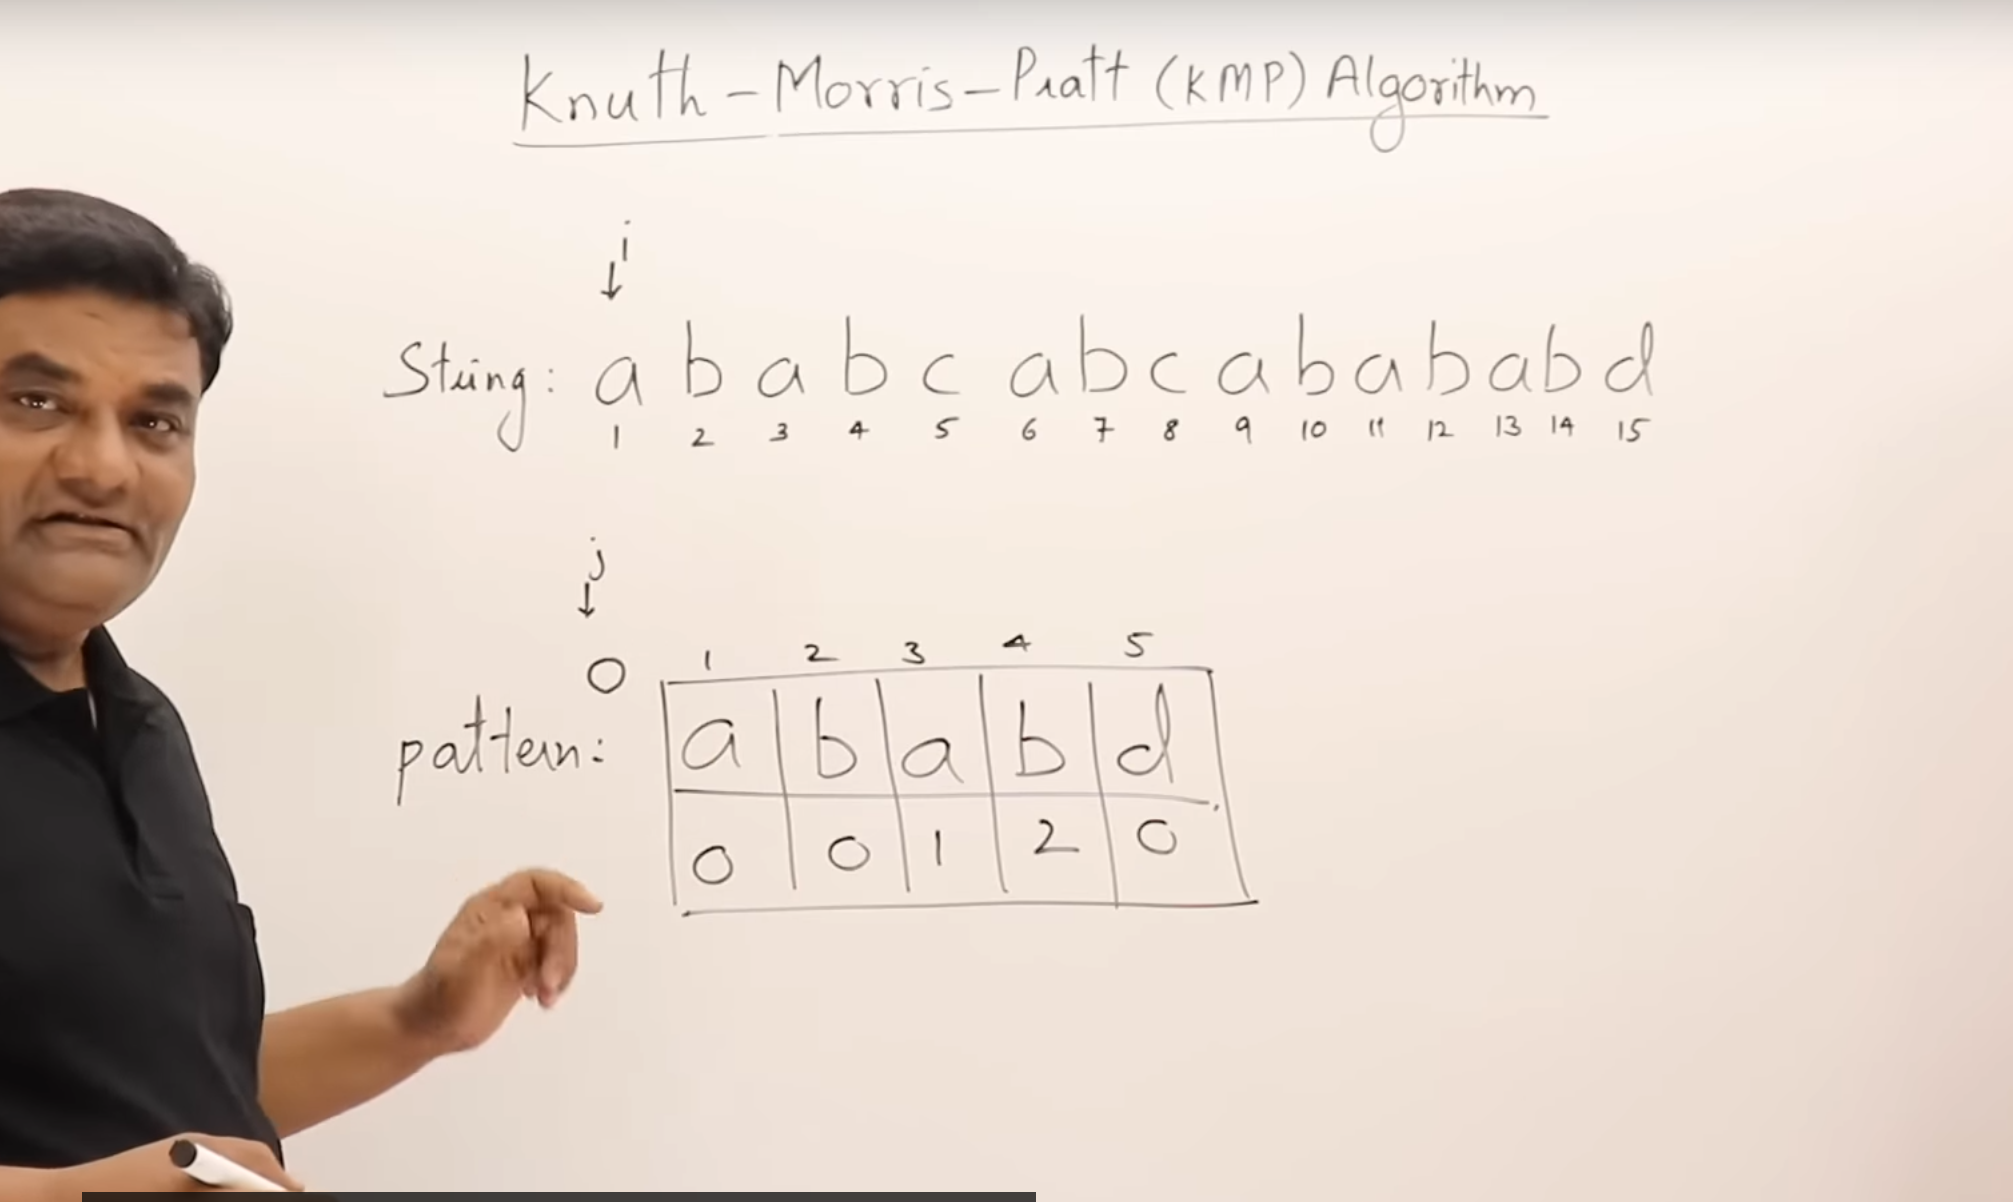 Knuth-Morris-Pratt (KMP) Algorithm
i
String: a b a b c a b c a b a b a b d
1 2 3 4 5 6 7 8 9 10 11 12 13 14 15
j
0 1 2 3 4 5
pattern: a b a b d
0 0 1 2 0